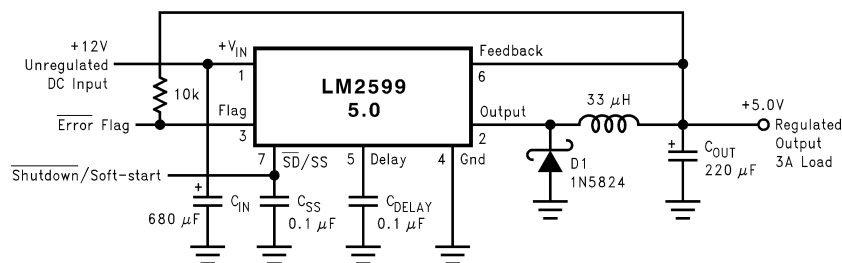 +12V
Unregulated
DC Input
+V_IN
1
LM2599
5.0
Feedback
6
10k
Flag
3
Error Flag
Output
2
33 μH
+5.0V
Regulated
Output
3A Load
7
SD/SS
5
Delay
4
Gnd
Shutdown/Soft-start
+
C_IN
680 μF
C_SS
0.1 μF
C_DELAY
0.1 μF
D1
1N5824
+
C_OUT
220 μF